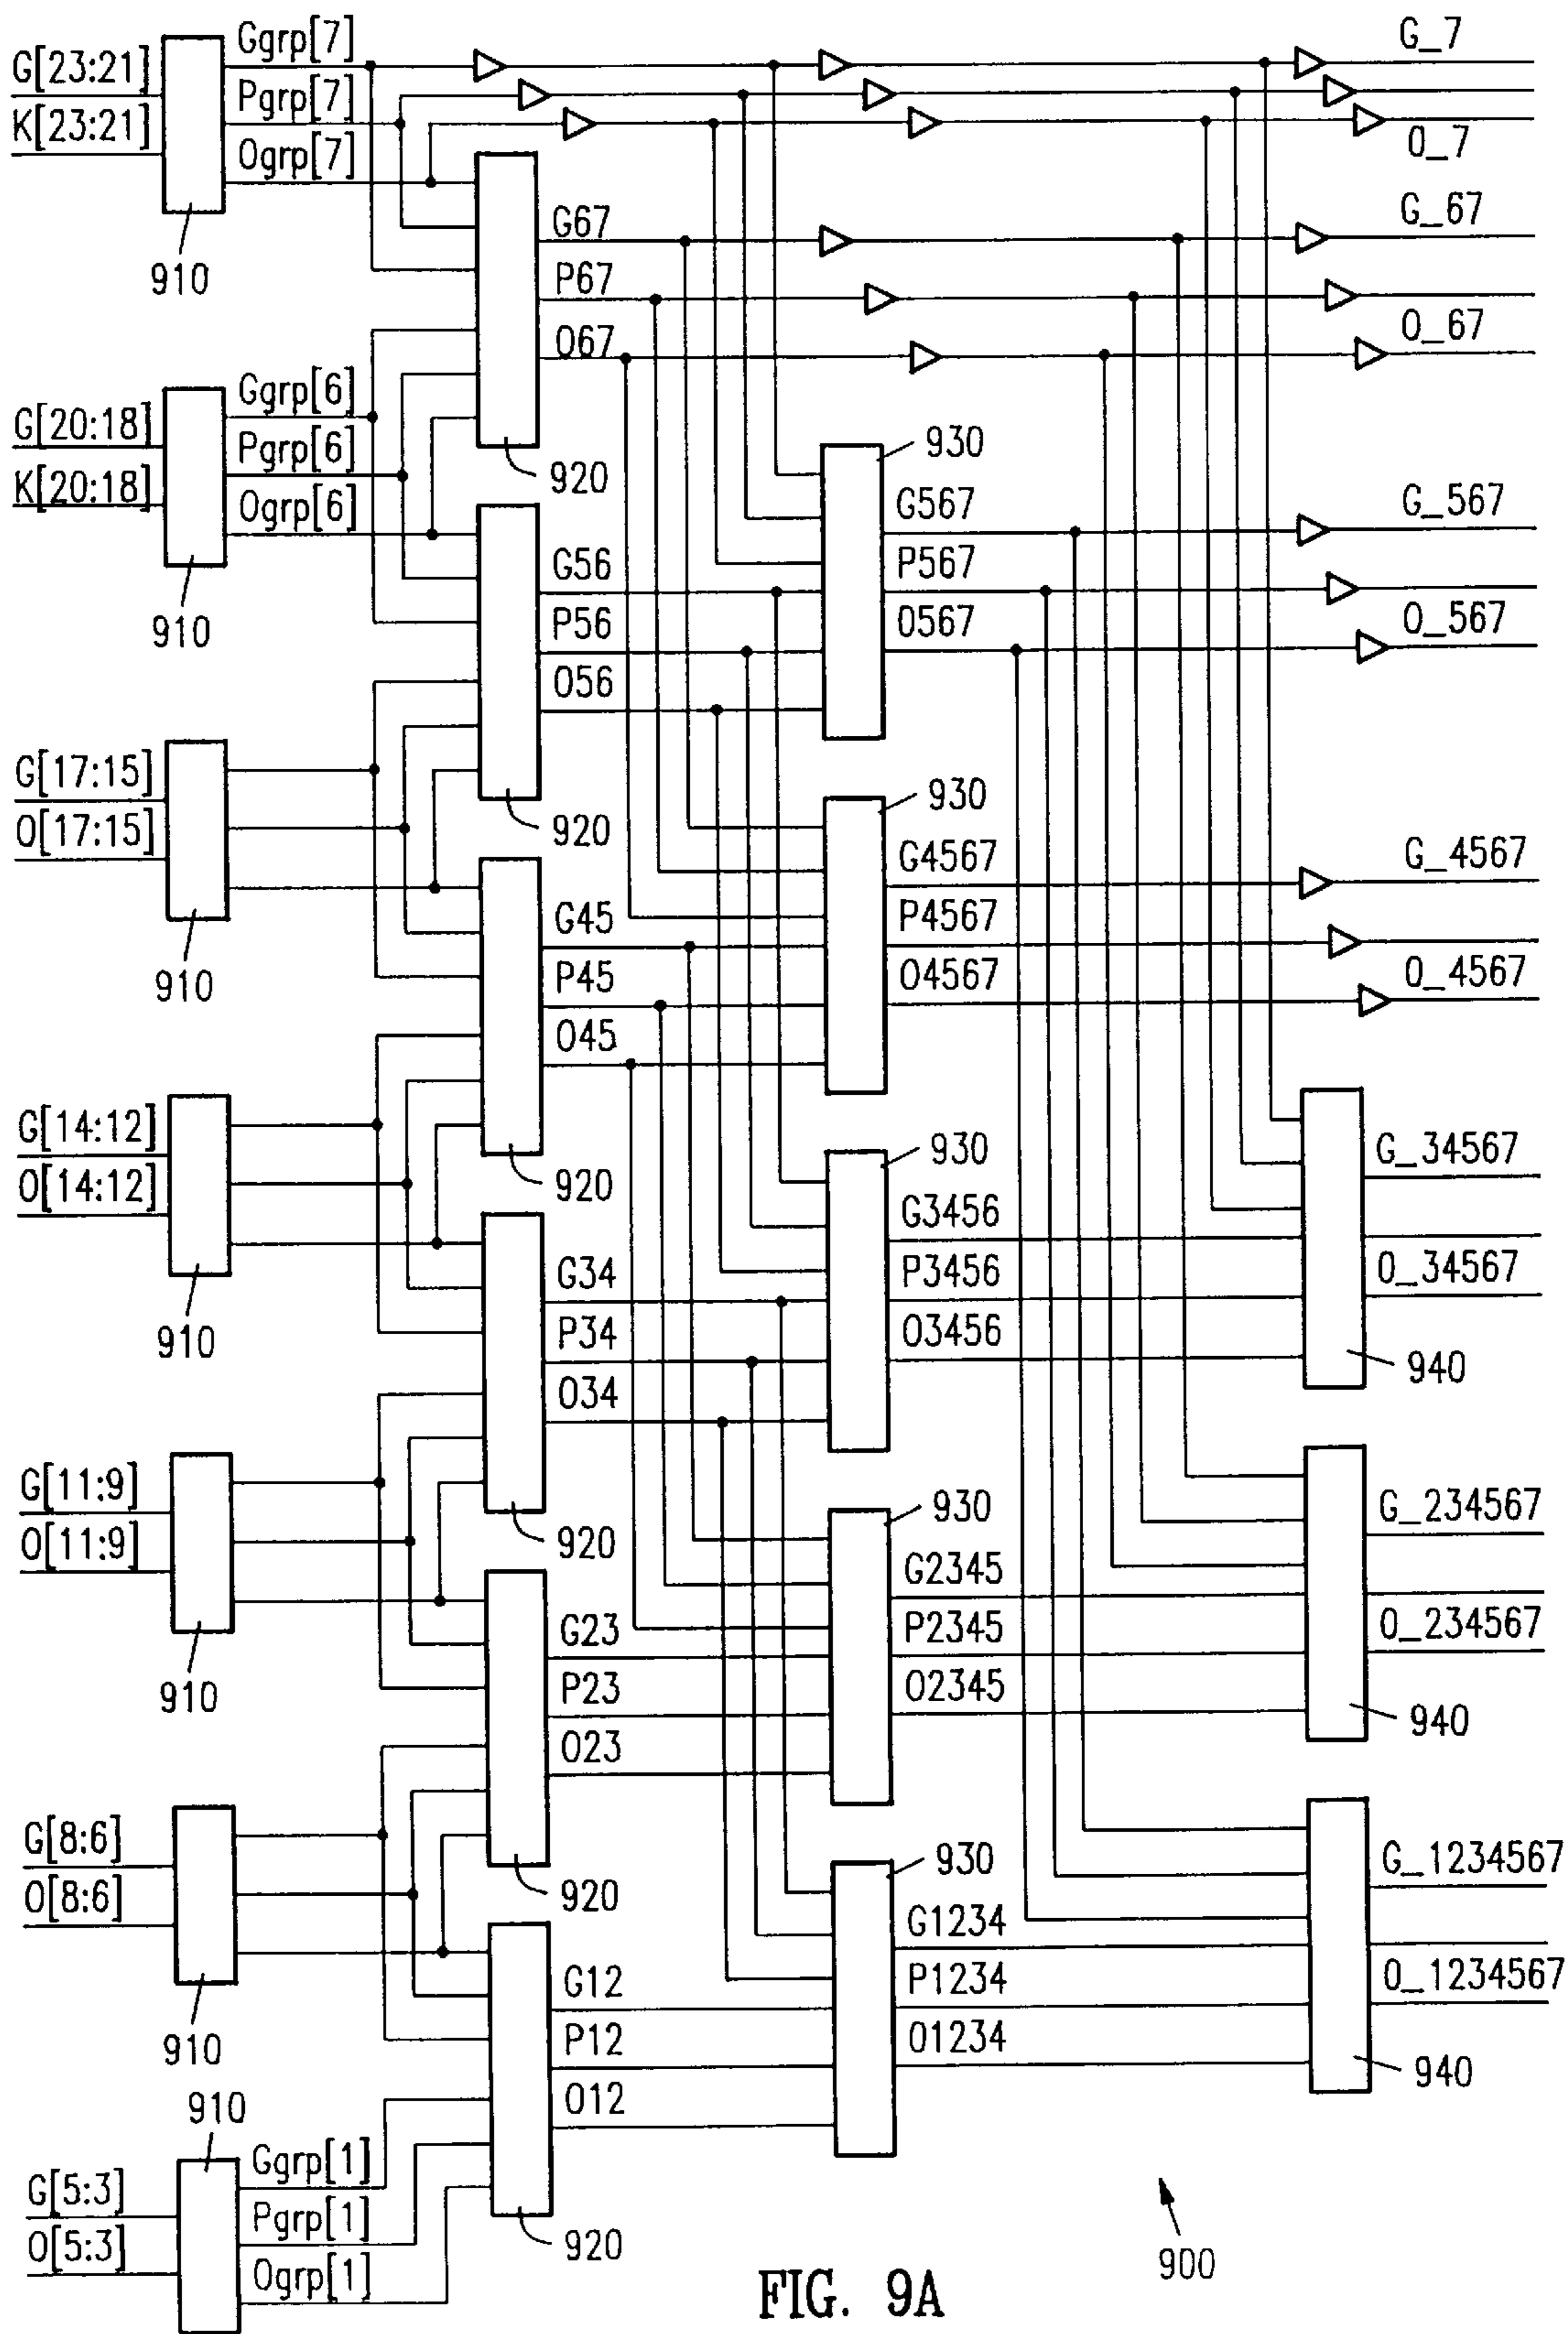 Ggrp[7]
G_7
G[23:21]
Pgrp[7]
K[23:21]
Ogrp[7]
O_7
G67
G_67
910
P67
O67
O_67
Ggrp[6]
G[20:18]
Pgrp[6]
930
K[20:18]
920
Ogrp[6]
G567
G_567
G56
P567
910
P56
O567
O_567
O56
G[17:15]
930
O[17:15]
920
G4567
G_4567
G45
P4567
910
P45
O4567
O_4567
O45
G[14:12]
930
G_34567
O[14:12]
920
G3456
G34
P3456
O_34567
910
P34
O3456
940
O34
G[11:9]
930
G_234567
O[11:9]
920
G2345
G23
P2345
O_234567
910
P23
O2345
940
O23
G[8:6]
930
G_1234567
O[8:6]
920
G1234
G12
P1234
O_1234567
910
P12
O1234
940
910
O12
Ggrp[1]
G[5:3]
Pgrp[1]
920
O[5:3]
Ogrp[1]
900
FIG. 9A